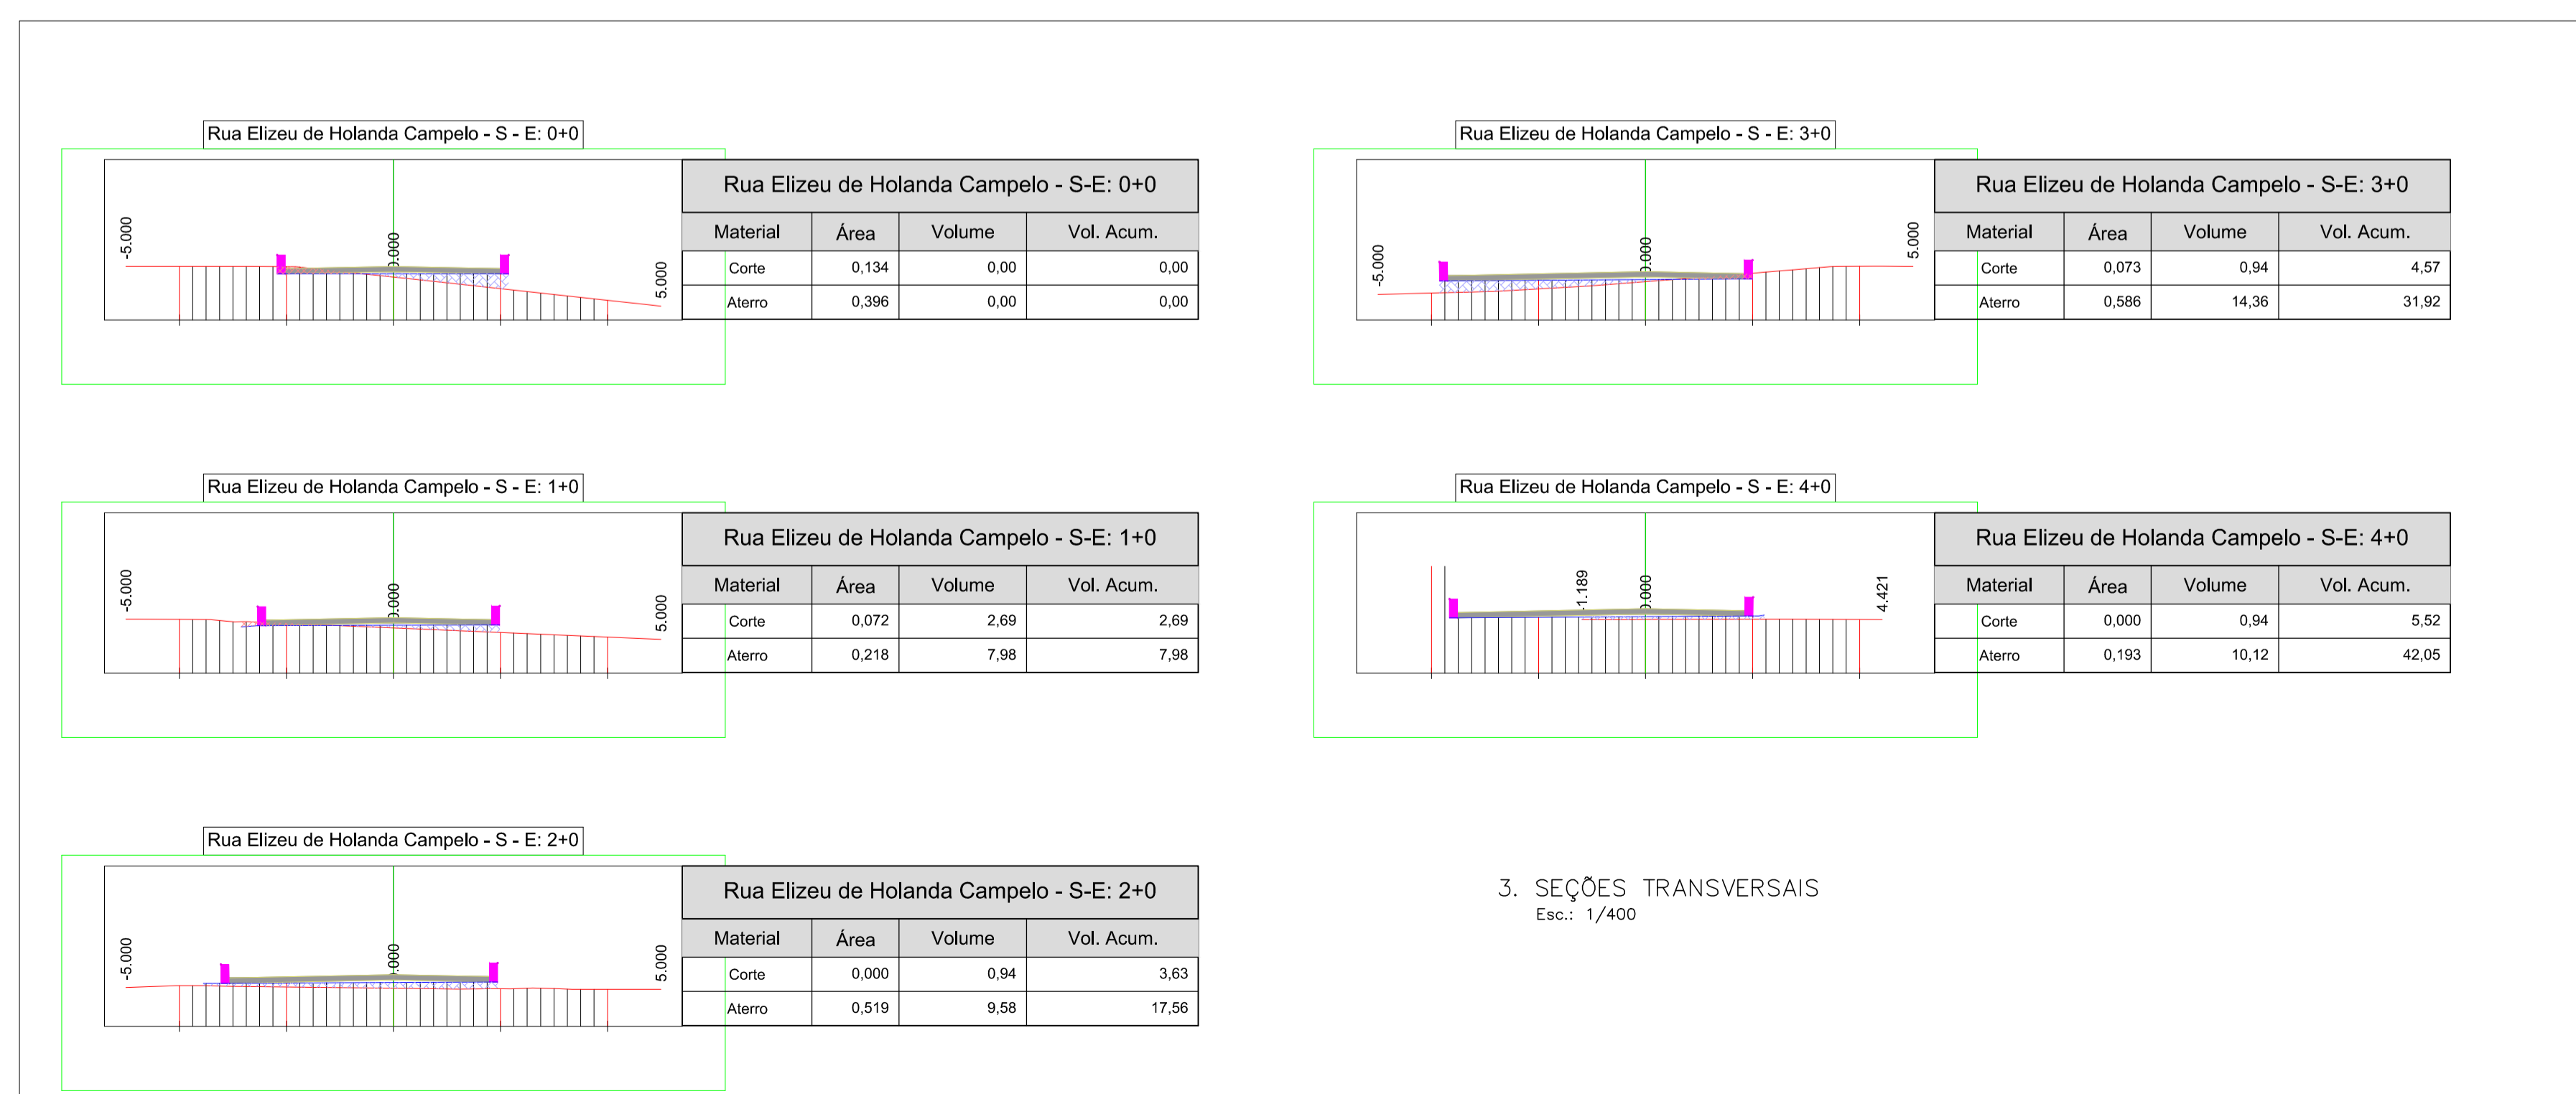 Rua Elizeu de Holanda Campelo - S - E: 0+0
-5.000
0.000
5.000
Rua Elizeu de Holanda Campelo - S-E: 0+0
Material Área Volume Vol. Acum.
Corte 0,134 0,00 0,00
Aterro 0,396 0,00 0,00
Rua Elizeu de Holanda Campelo - S - E: 1+0
-5.000
0.000
5.000
Rua Elizeu de Holanda Campelo - S-E: 1+0
Material Área Volume Vol. Acum.
Corte 0,072 2,69 2,69
Aterro 0,218 7,98 7,98
Rua Elizeu de Holanda Campelo - S - E: 2+0
-5.000
0.000
5.000
Rua Elizeu de Holanda Campelo - S-E: 2+0
Material Área Volume Vol. Acum.
Corte 0,000 0,94 3,63
Aterro 0,519 9,58 17,56
Rua Elizeu de Holanda Campelo - S - E: 3+0
-5.000
0.000
5.000
Rua Elizeu de Holanda Campelo - S-E: 3+0
Material Área Volume Vol. Acum.
Corte 0,073 0,94 4,57
Aterro 0,586 14,36 31,92
Rua Elizeu de Holanda Campelo - S - E: 4+0
-1.189
0.000
4.421
Rua Elizeu de Holanda Campelo - S-E: 4+0
Material Área Volume Vol. Acum.
Corte 0,000 0,94 5,52
Aterro 0,193 10,12 42,05
3. SEÇÕES TRANSVERSAIS
Esc.: 1/400